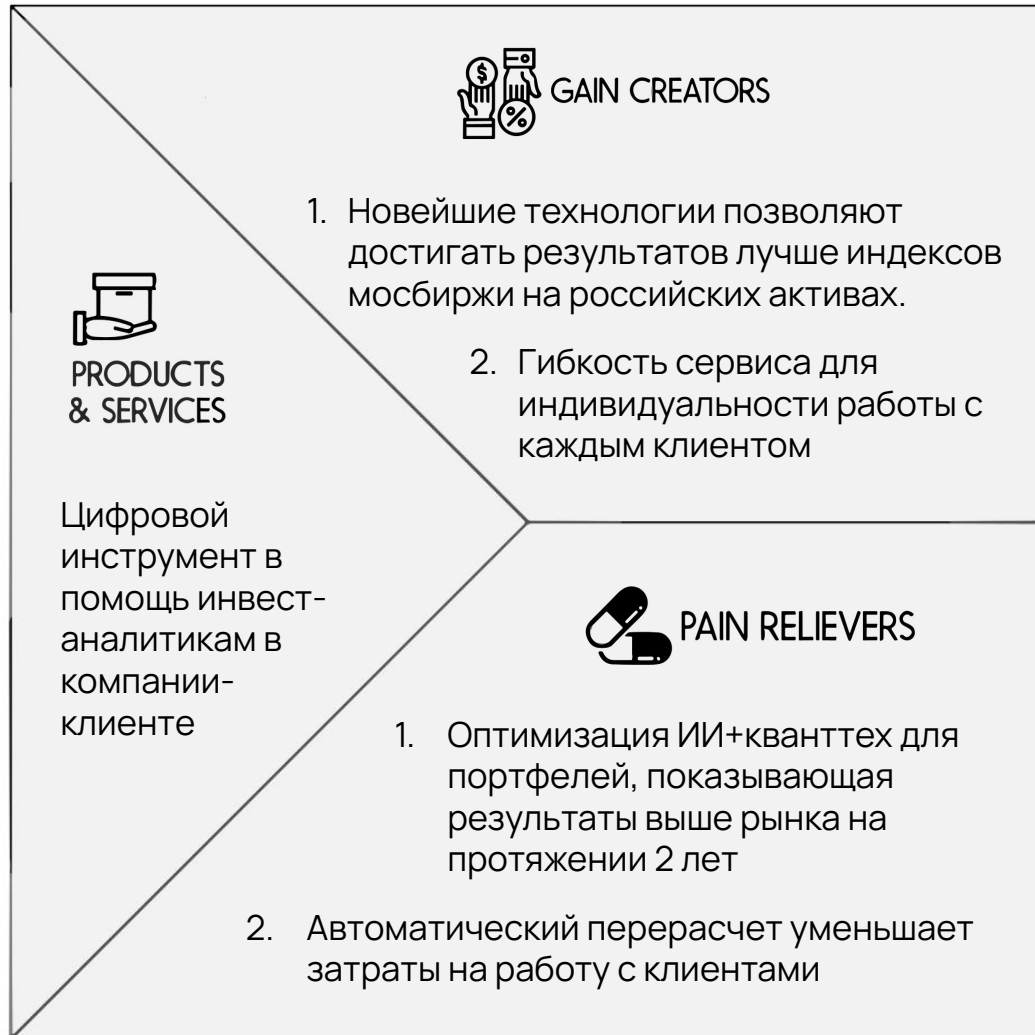 GAIN CREATORS
1. Новейшие технологии позволяют
достигать результатов лучше индексов
мосбиржи на российских активах.
2. Гибкость сервиса для
индивидуальности работы с
каждым клиентом
PRODUCTS
& SERVICES
Цифровой
инструмент в
помощь инвест-
аналитикам в
компании-
клиенте
PAIN RELIEVERS
1. Оптимизация ИИ+кванттех для
портфелей, показывающая
результаты выше рынка на
протяжении 2 лет
2. Автоматический перерасчет уменьшает
затраты на работу с клиентами